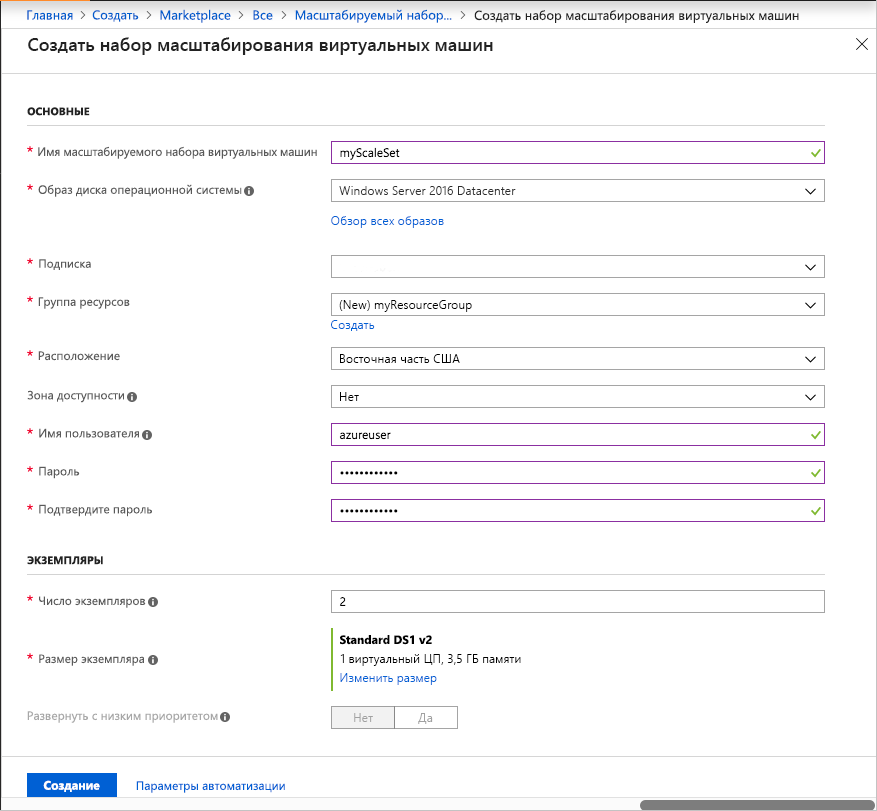 Главная > Создать > Marketplace > Все > Масштабируемый набор... > Создать набор масштабирования виртуальных машин
Создать набор масштабирования виртуальных машин
ОСНОВНЫЕ
* Имя масштабируемого набора виртуальных машин myScaleSet
* Образ диска операционной системы Windows Server 2016 Datacenter
Обзор всех образов
* Подписка
* Группа ресурсов (New) myResourceGroup
Создать
* Расположение Восточная часть США
Зона доступности Нет
* Имя пользователя azureuser
* Пароль ••••••••••••
* Подтвердите пароль ••••••••••••
ЭКЗЕМПЛЯРЫ
* Число экземпляров 2
Standard DS1 v2
* Размер экземпляра 1 виртуальный ЦП, 3,5 ГБ памяти
Изменить размер
Развернуть с низким приоритетом Нет Да
Создание Параметры автоматизации